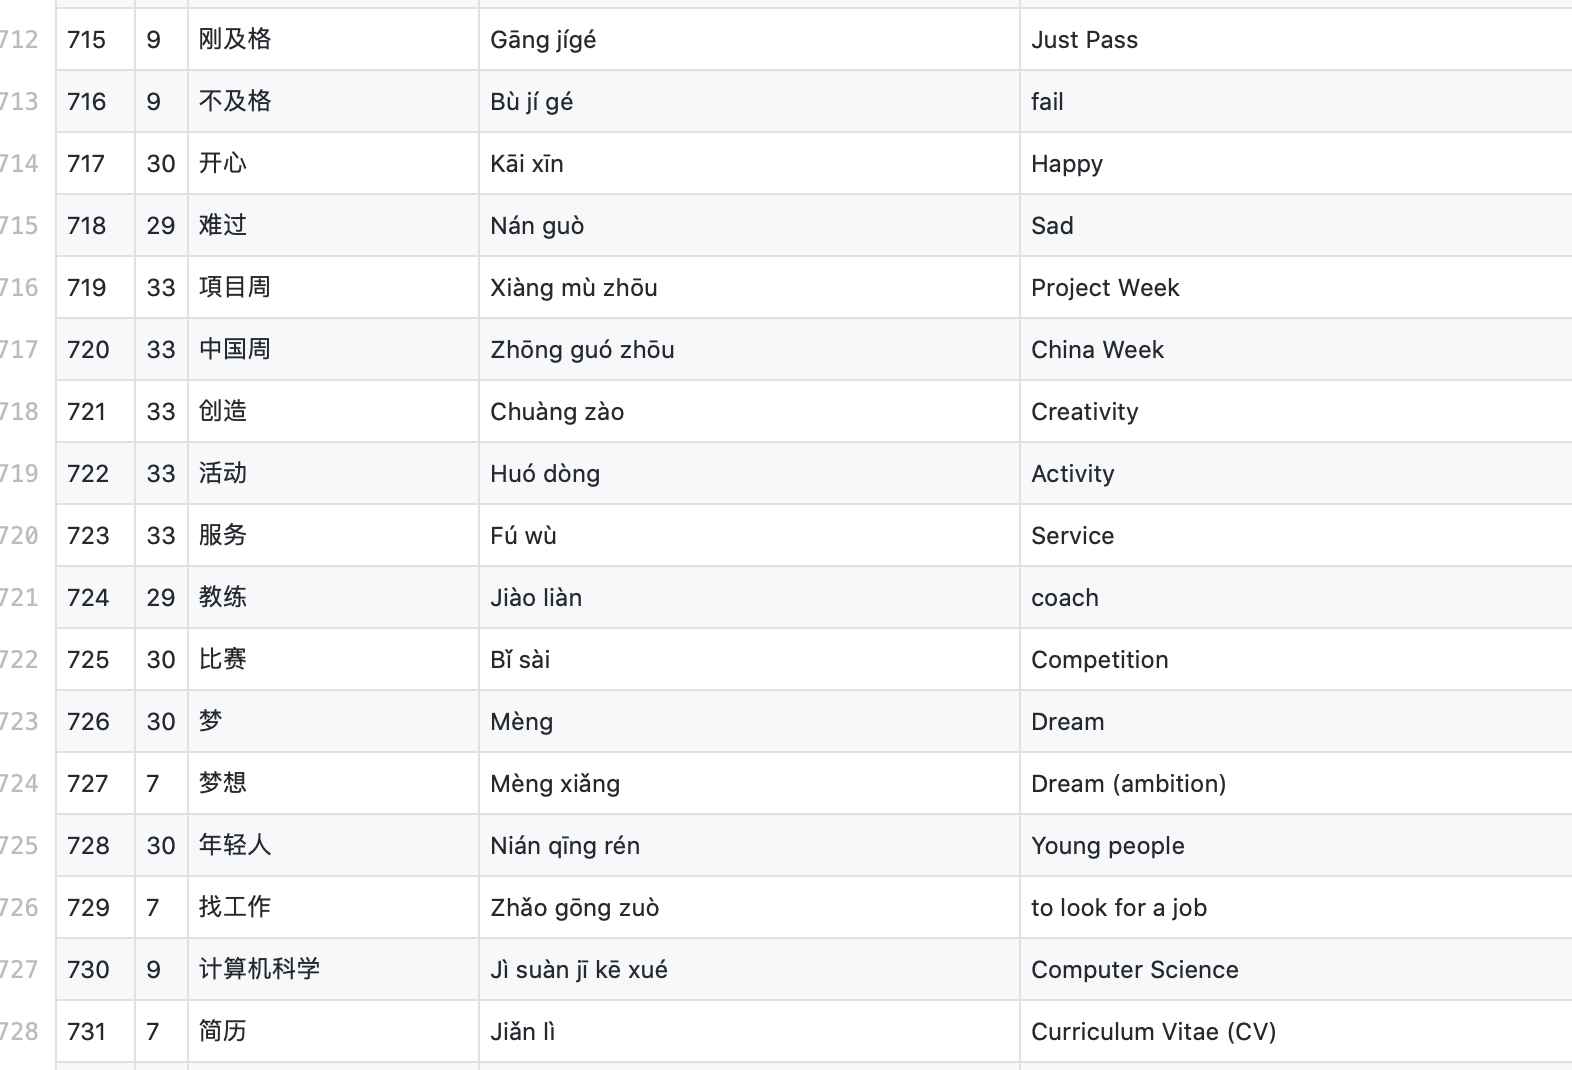 712 715 9 刚及格 Gāng jígé Just Pass
713 716 9 不及格 Bù jí gé fail
714 717 30 开心 Kāi xīn Happy
715 718 29 难过 Nán guò Sad
716 719 33 項目周 Xiàng mù zhōu Project Week
717 720 33 中国周 Zhōng guó zhōu China Week
718 721 33 创造 Chuàng zào Creativity
719 722 33 活动 Huó dòng Activity
720 723 33 服务 Fú wù Service
721 724 29 教练 Jiào liàn coach
722 725 30 比赛 Bǐ sài Competition
723 726 30 梦 Mèng Dream
724 727 7 梦想 Mèng xiǎng Dream (ambition)
725 728 30 年轻人 Nián qīng rén Young people
726 729 7 找工作 Zhǎo gōng zuò to look for a job
727 730 9 计算机科学 Jì suàn jī kē xué Computer Science
728 731 7 简历 Jiǎn lì Curriculum Vitae (CV)